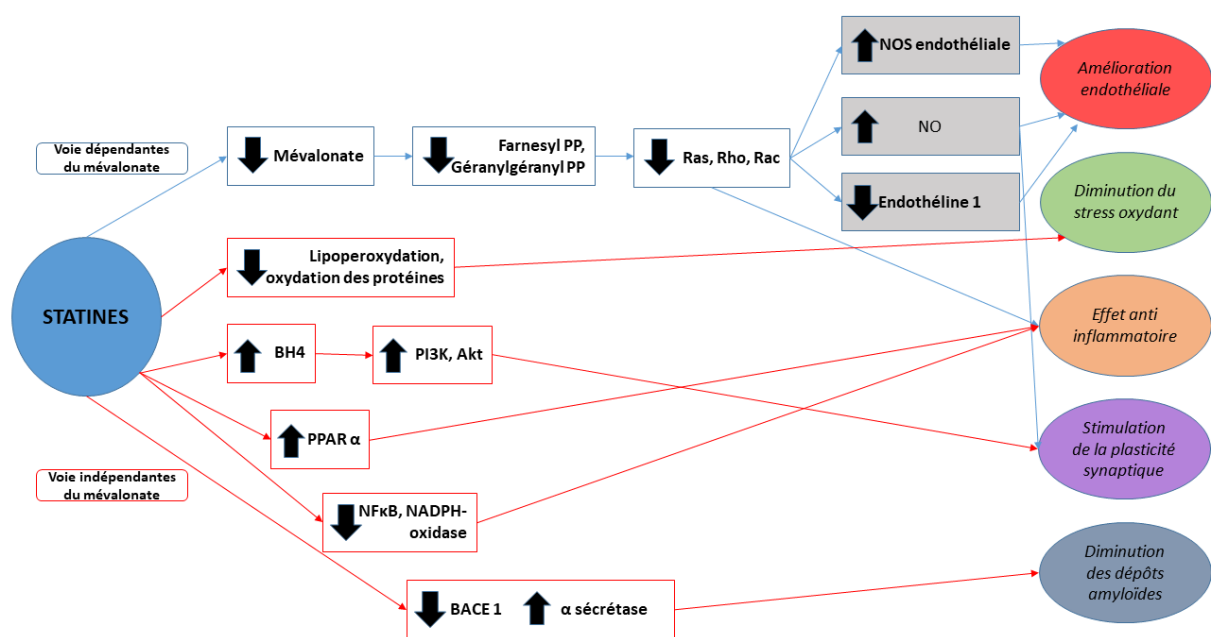 NOS endothéliale
Amélioration
endothéliale
NO
Voie dépendantes
du mévalonate
Mévalonate
Farnesyl PP,
Géranylgéranyl PP
Ras, Rho, Rac
Endothéline 1
Diminution du
stress oxydant
Lipoperoxydation,
oxydation des protéines
STATINES
Effet anti
inflammatoire
BH4
PI3K, Akt
PPAR α
Stimulation
de la plasticité
synaptique
Voie indépendantes
du mévalonate
NFκB, NADPH-
oxidase
Diminution
des dépôts
amyloïdes
BACE 1
α sécrétase